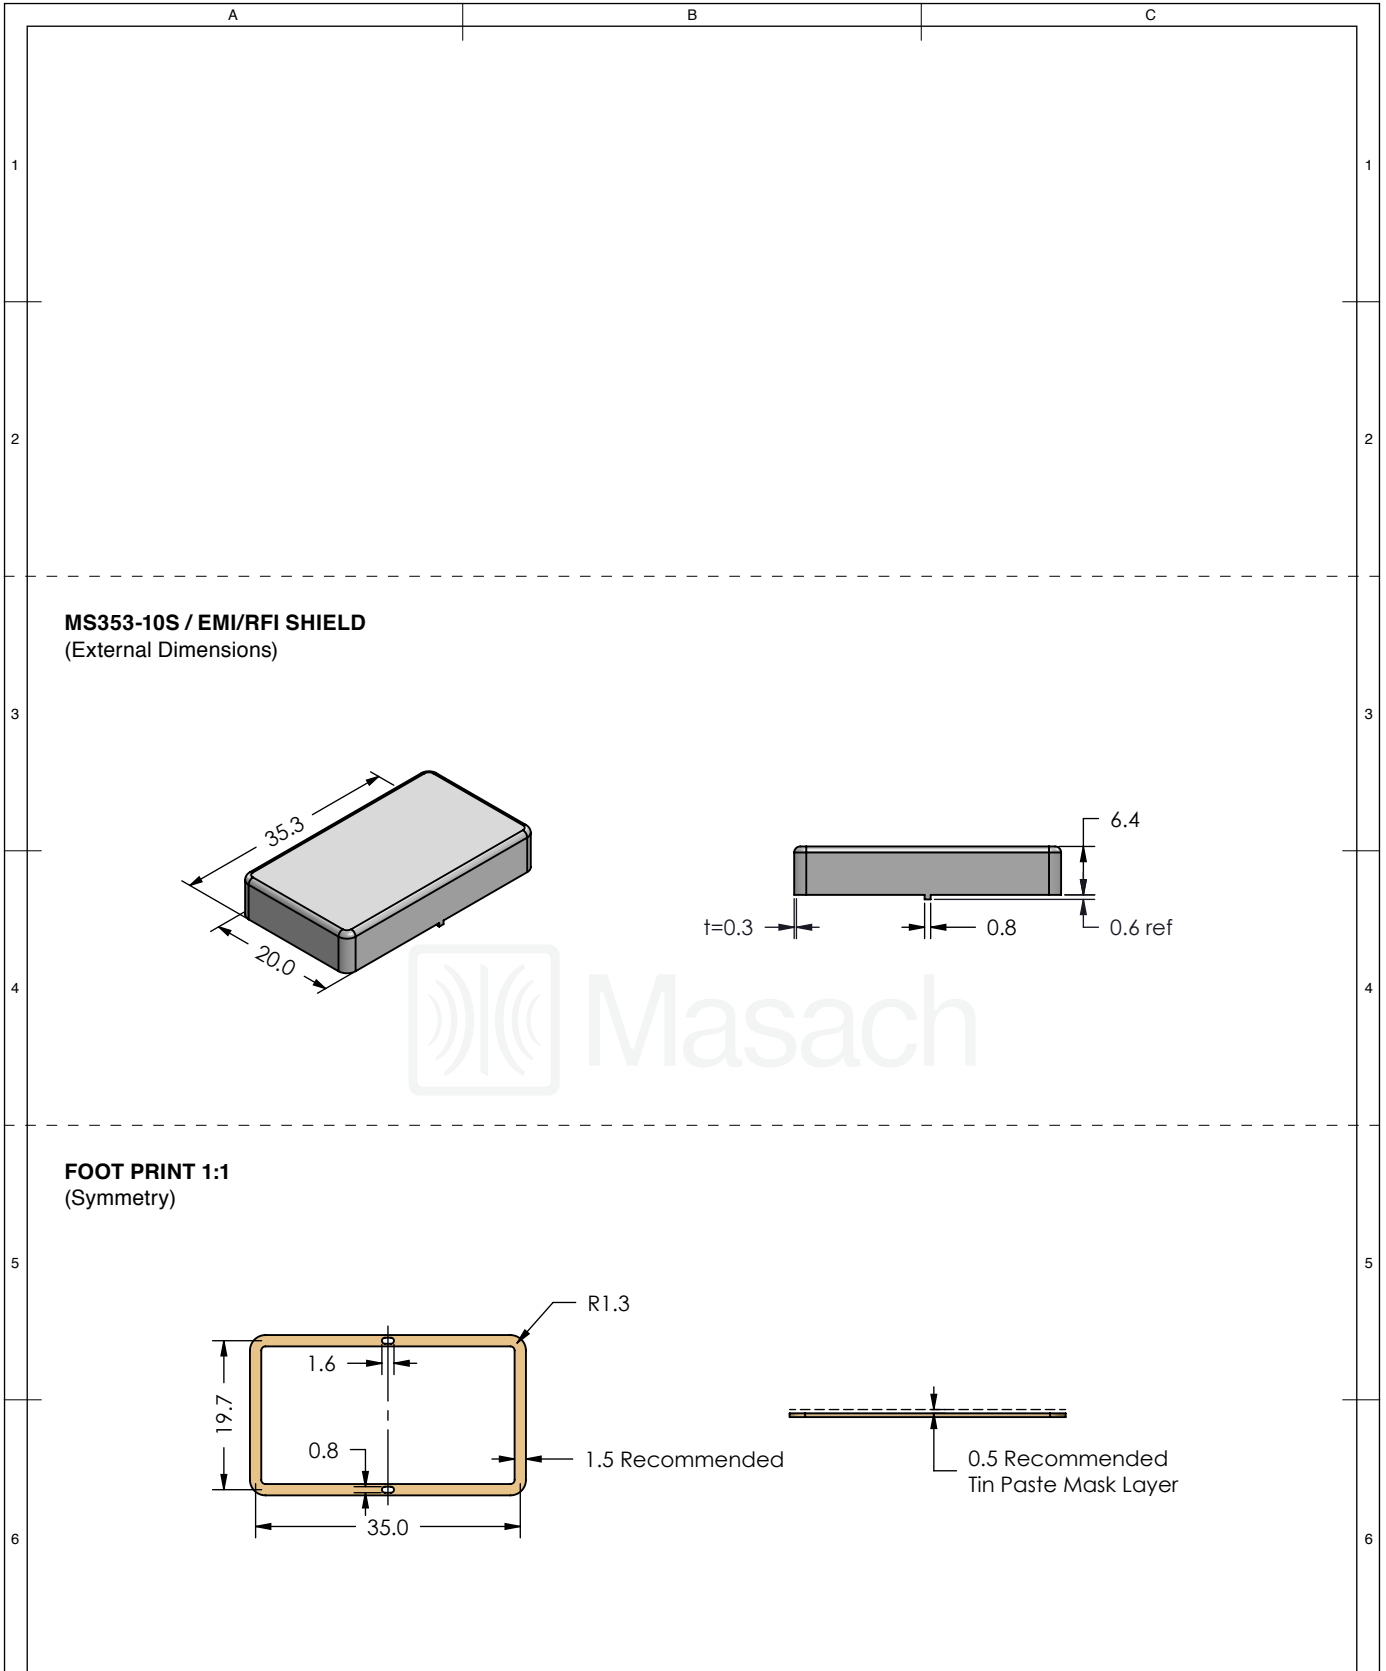 A B C
1 1
2 2
MS353-10S / EMI/RFI SHIELD
(External Dimensions)
3 3
35.3
20.0
6.4
t=0.3
0.8
0.6 ref
4 4
Masach
FOOT PRINT 1:1
(Symmetry)
5 5
R1.3
1.6
19.7
0.8
1.5 Recommended
35.0
0.5 Recommended
Tin Paste Mask Layer
6 6